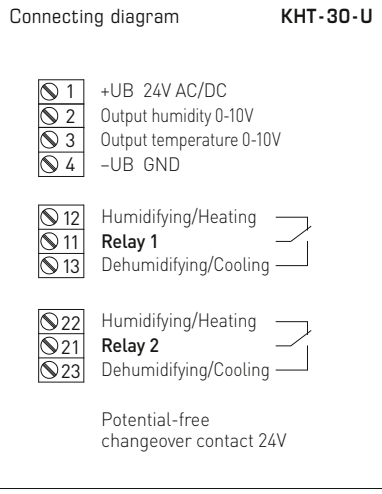 Connecting diagram KHT-30-U
1 +UB 24V AC/DC
2 Output humidity 0-10V
3 Output temperature 0-10V
4 –UB GND
12 Humidifying/Heating
11 Relay 1
13 Dehumidifying/Cooling
22 Humidifying/Heating
21 Relay 2
23 Dehumidifying/Cooling
Potential-free
changeover contact 24V